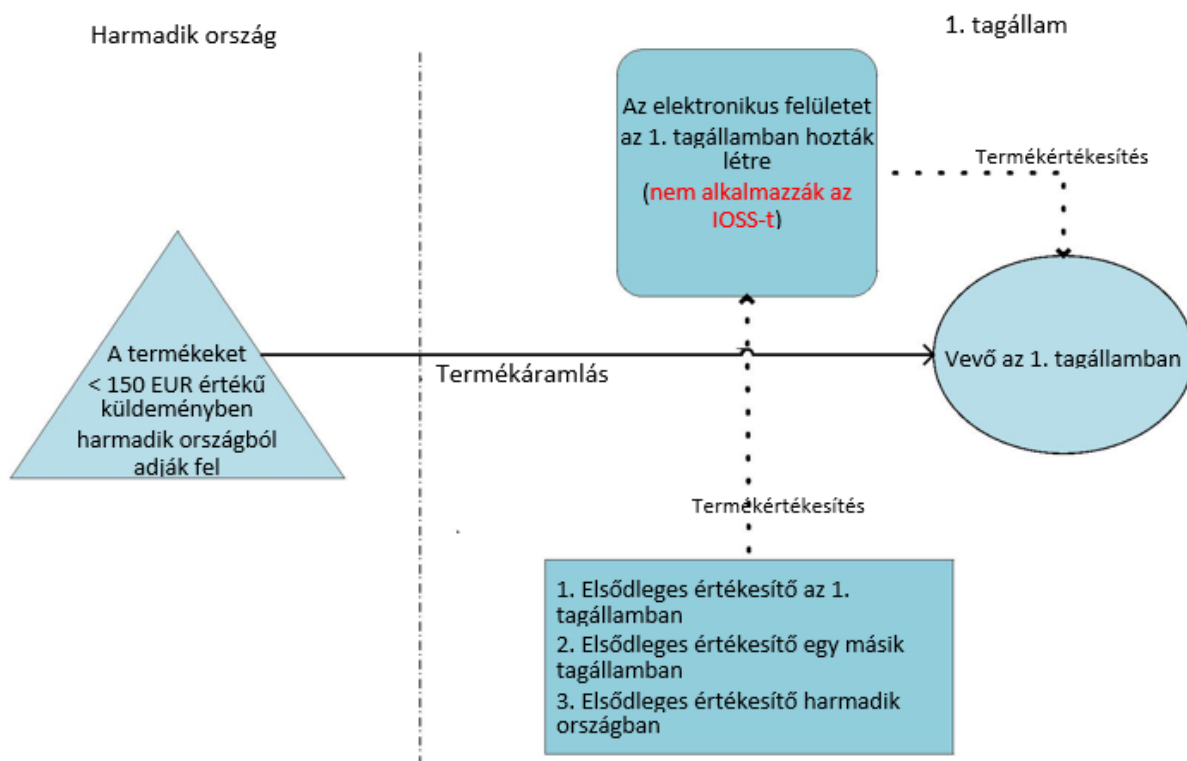 Harmadik ország
1. tagállam
Az elektronikus felületet
az 1. tagállamban hozták
létre
(nem alkalmazzák az
IOSS-t)
Termékértékesítés
A termékeket
< 150 EUR értékű
küldeményben
harmadik országból
adják fel
Termékáramlás
Vevő az 1. tagállamban
Termékértékesítés
1. Elsődleges értékesítő az 1.
tagállamban
2. Elsődleges értékesítő egy másik
tagállamban
3. Elsődleges értékesítő harmadik
országban